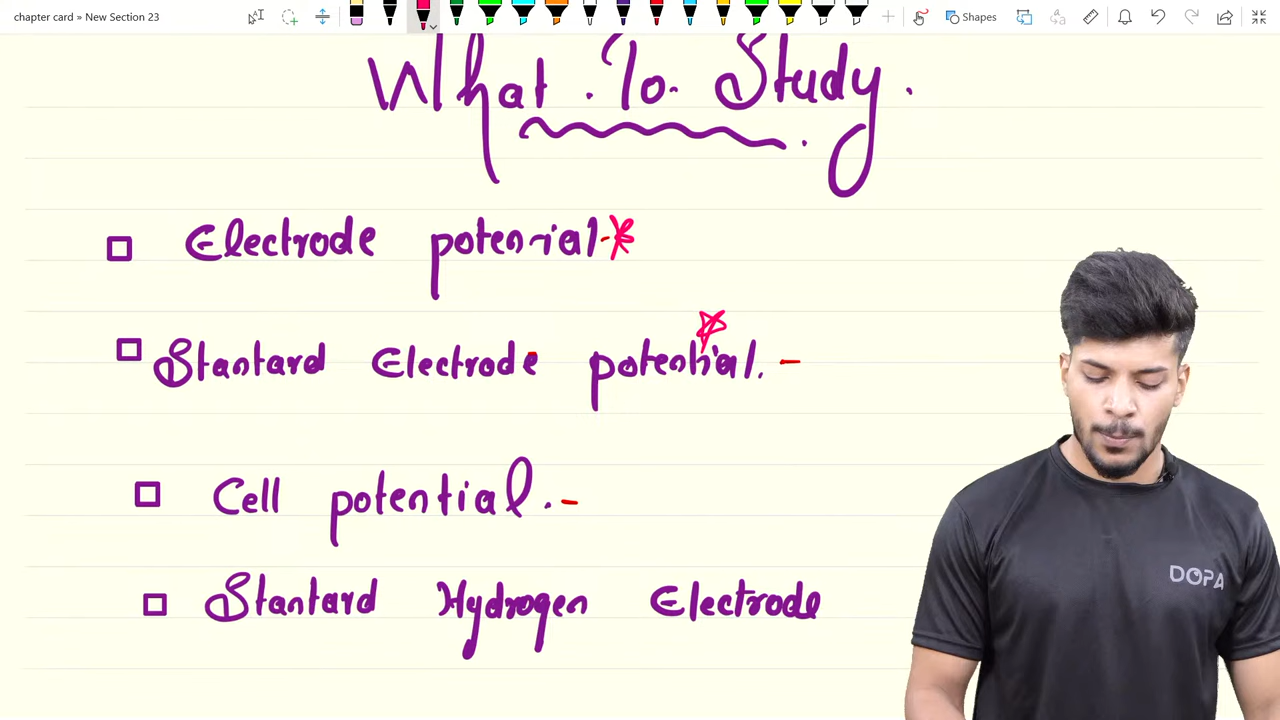 chapter card » New Section 23
Shapes
What To Study.
Electrode potenrial
Stantard Electrode potential.
Cell potential.
Stantard Hydrogen Electrode
DOPA